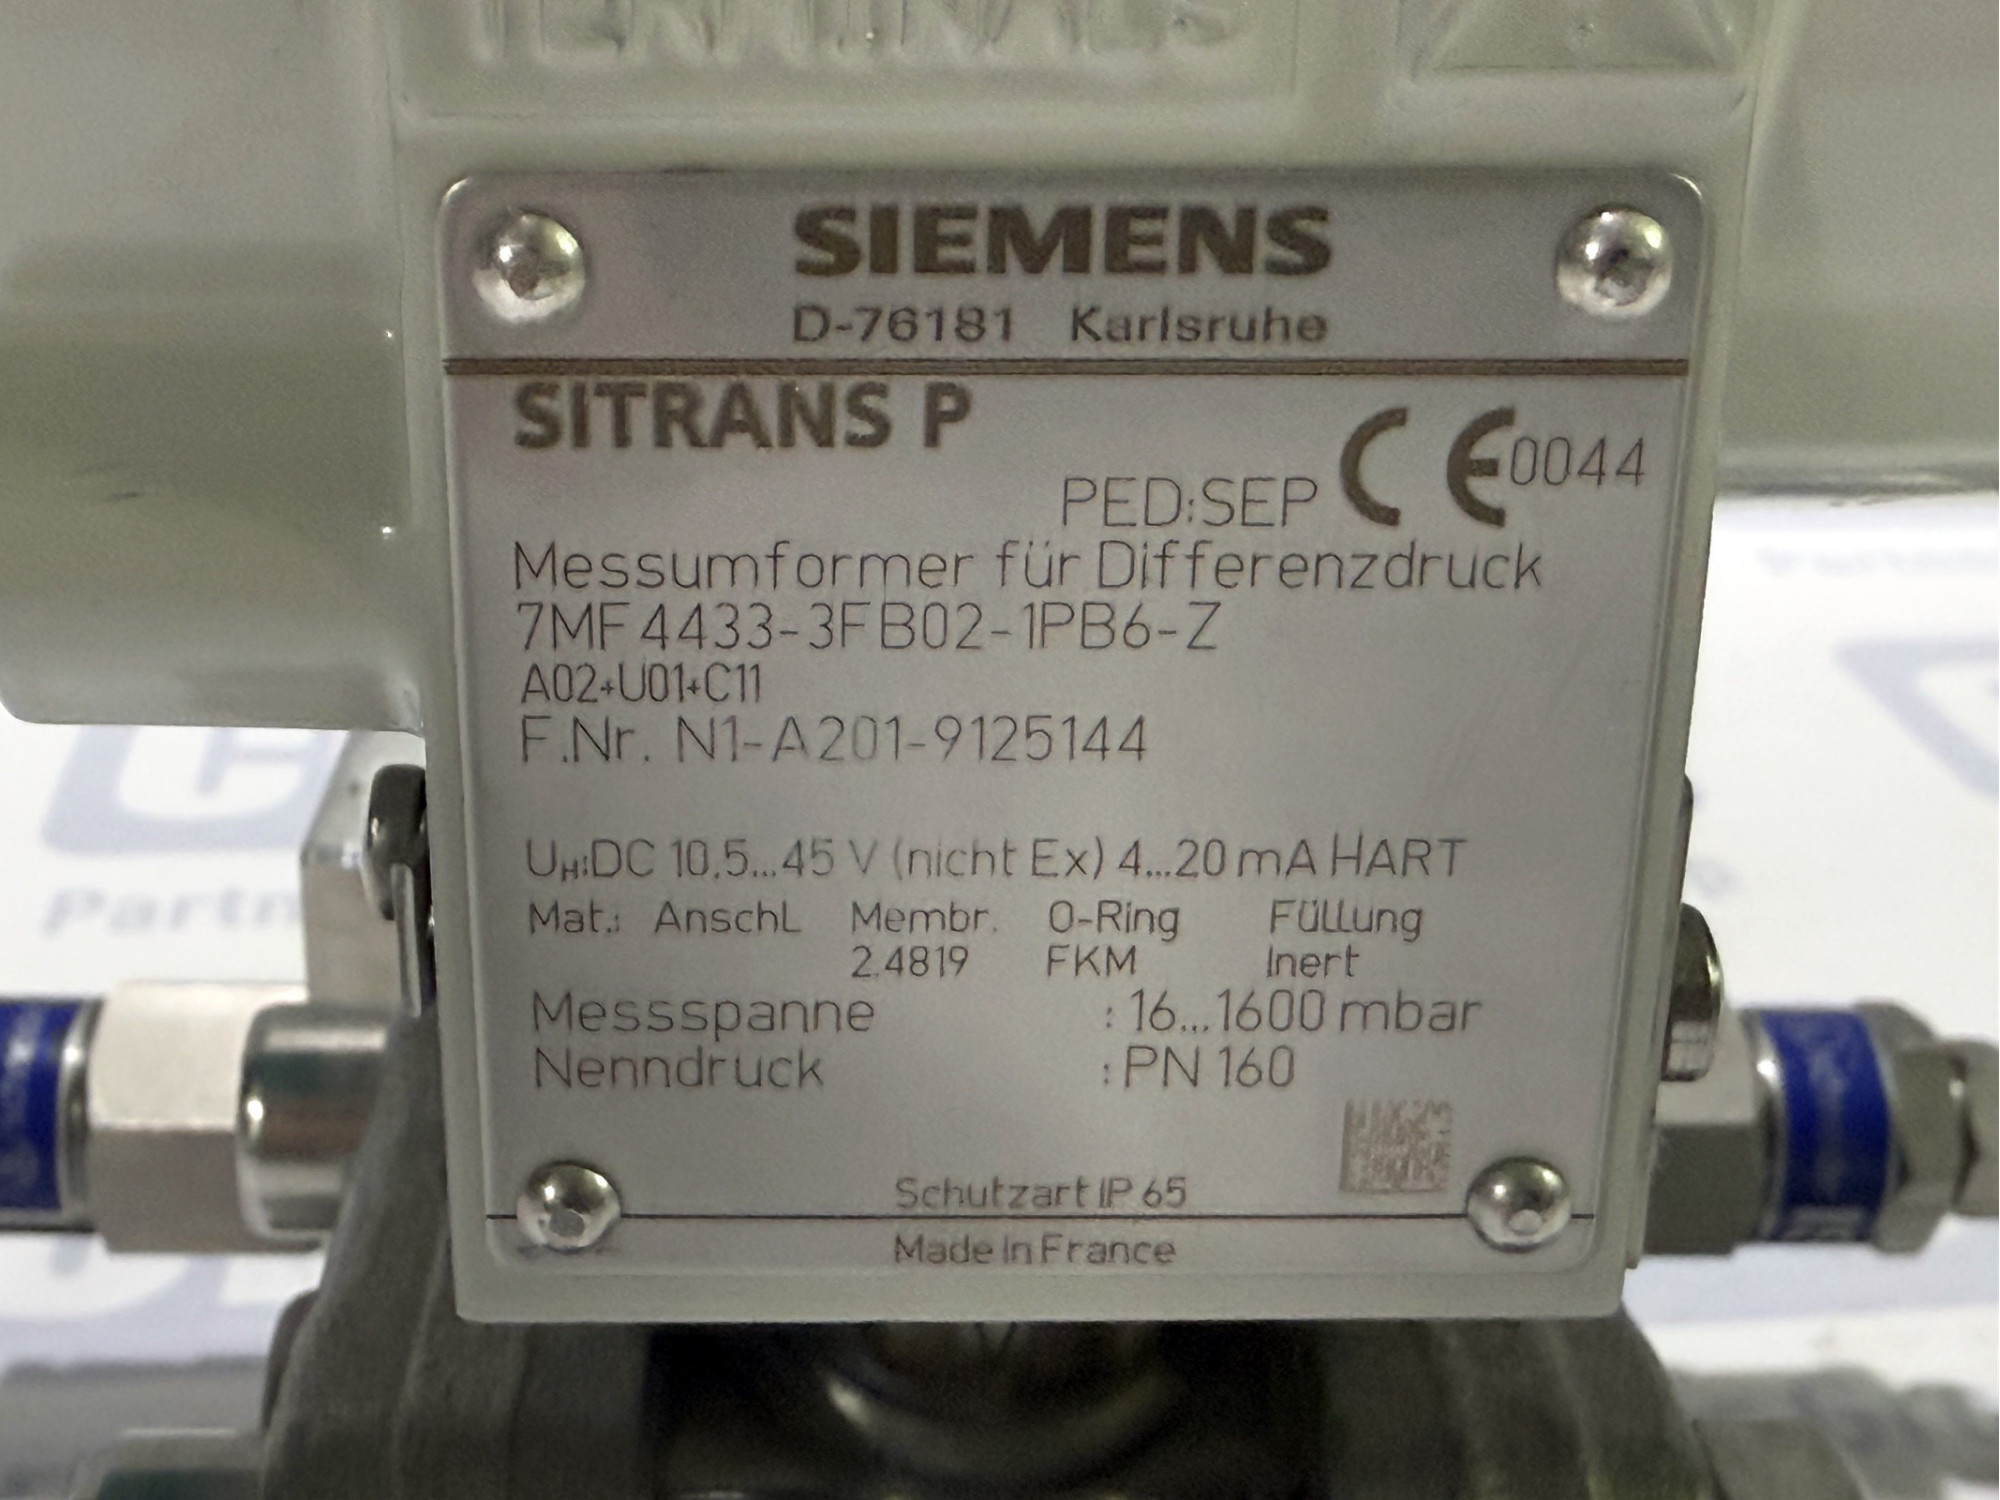 TERMINALS
SIEMENS
D-76181 Karlsruhe
SITRANS P
PED:SEP CE 0044
Messumformer für Differenzdruck
7MF4433-3FB02-1PB6-Z
A02+U01+C11
F.Nr. N1-A201-9125144
UH:DC 10,5...45 V (nicht Ex) 4...20 mA HART
Mat.: Anschl. Membr. O-Ring Füllung
2.4819 FKM Inert
Messspanne : 16...1600 mbar
Nenndruck : PN 160
Schutzart IP 65
Made in France